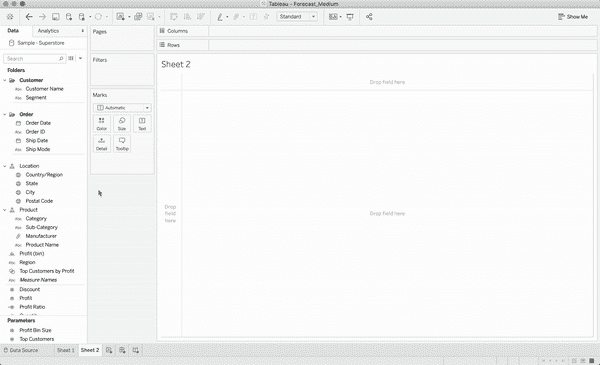 Tableau - Forecast_Medium
Standard
Show Me
Data
Analytics
Pages
Columns
Rows
Sample - Superstore
Search
Filters
Sheet 2
Folders
Customer
Customer Name
Segment
Drop field here
Marks
Automatic
Color
Size
Text
Detail
Tooltip
Order
Order Date
Order ID
Ship Date
Ship Mode
Location
Country/Region
State
City
Postal Code
Product
Category
Sub-Category
Manufacturer
Product Name
Drop
field
here
Drop field here
Profit (bin)
Region
Top Customers by Profit
Measure Names
Discount
Profit
Profit Ratio
Parameters
Profit Bin Size
Top Customers
Data Source
Sheet 1
Sheet 2